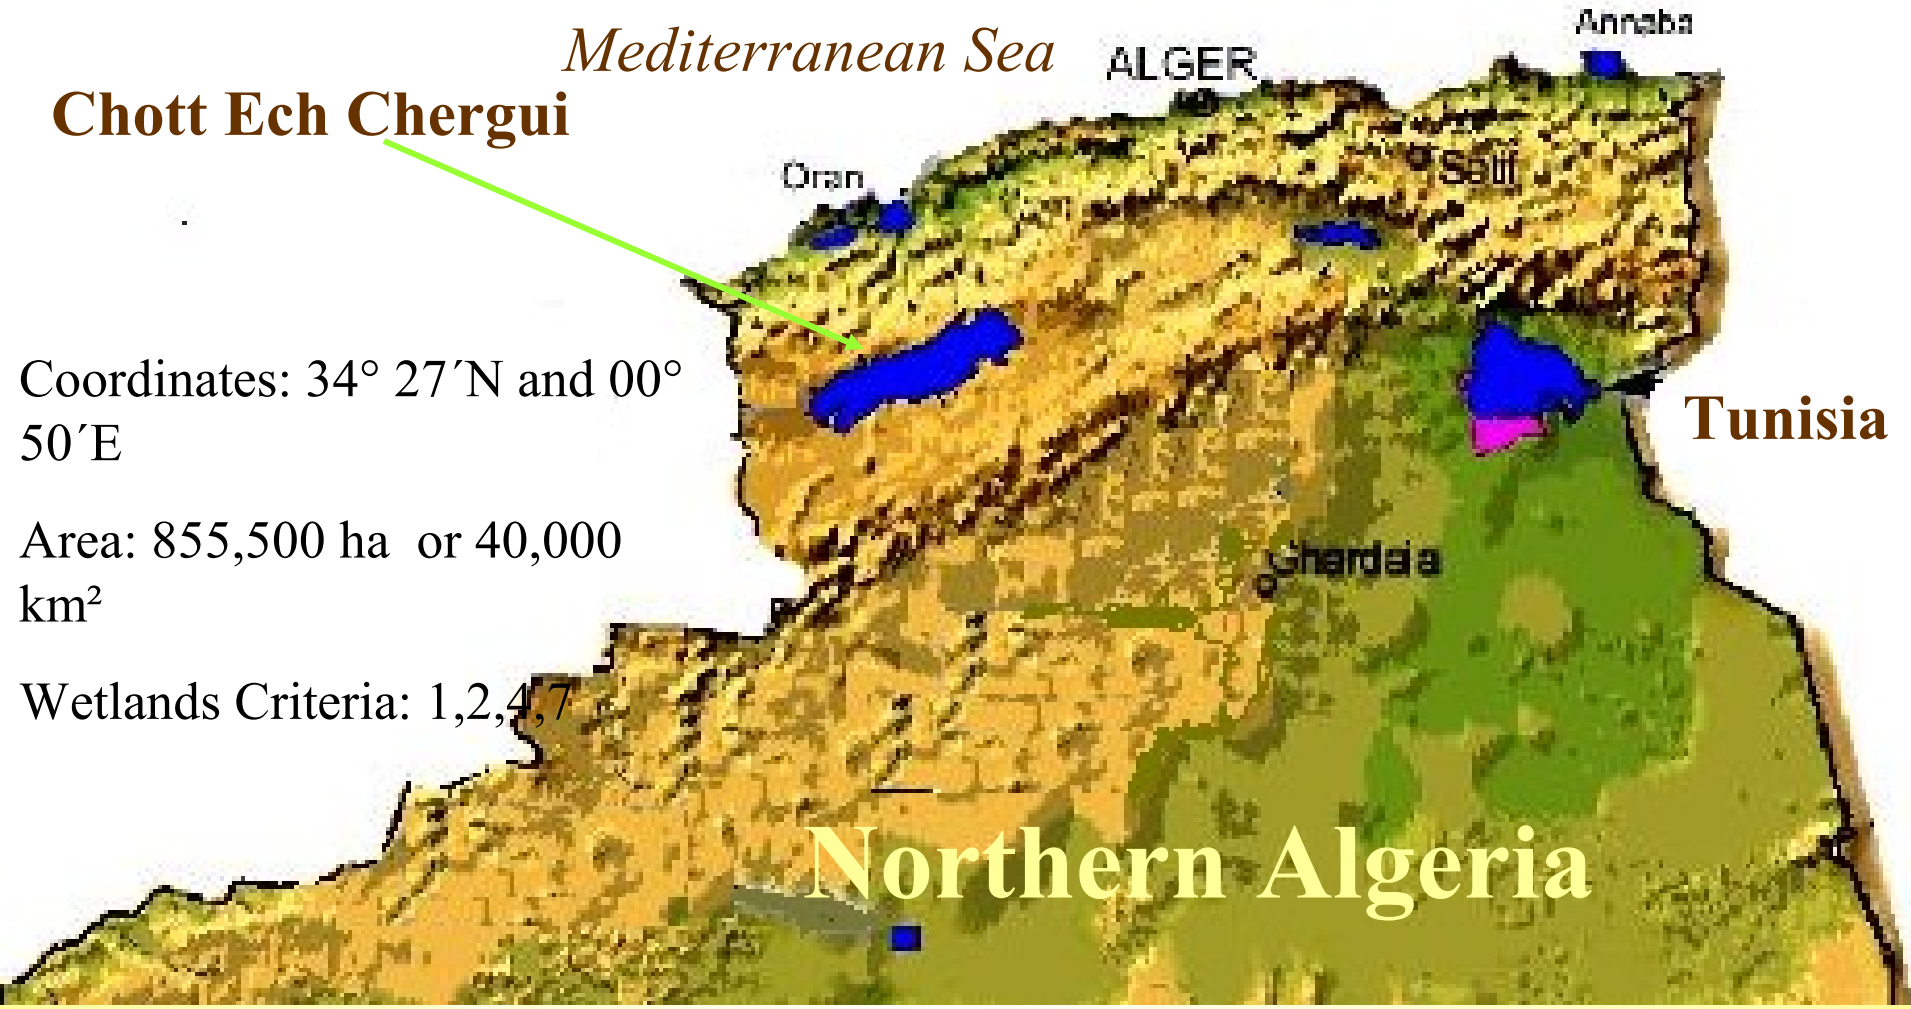 Mediterranean Sea
ALGER
Annaba
Chott Ech Chergui
Oran
Setif
Coordinates: 34° 27´N and 00°
50´E
Tunisia
Area: 855,500 ha  or 40,000
km²
Ghardaia
Wetlands Criteria: 1,2,4,7
Northern Algeria